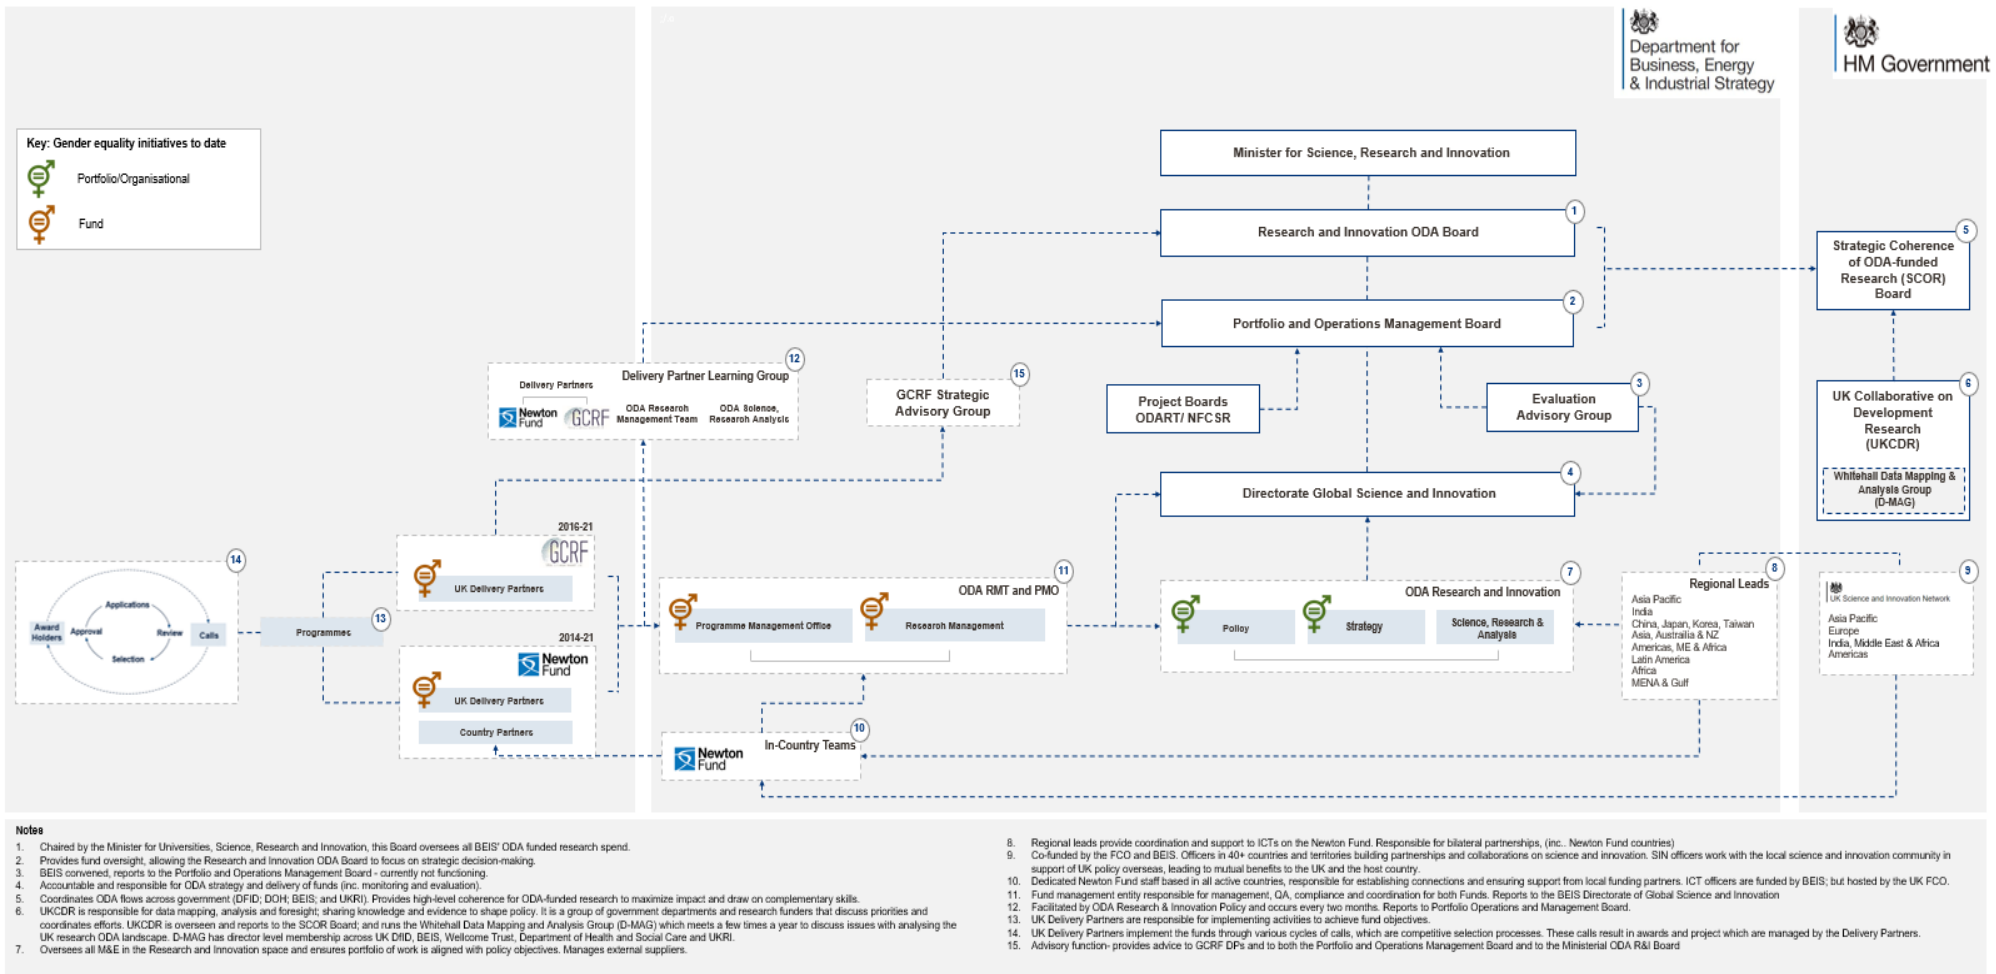 Department for
Business, Energy
& Industrial Strategy
HM Government
Key: Gender equality initiatives to date
Portfolio/Organisational
Fund
Minister for Science, Research and Innovation
1
Research and Innovation ODA Board
2
Portfolio and Operations Management Board
5
Strategic Coherence
of ODA-funded
Research (SCOR)
Board
12
Delivery Partner Learning Group
Delivery Partners
Newton
Fund
GCRF
ODA Research
Management Team
ODA Science,
Research Analysis
15
GCRF Strategic
Advisory Group
Project Boards
ODART/ NFCSR
3
Evaluation
Advisory Group
6
UK Collaborative on
Development
Research
(UKCDR)
Whitehall Data Mapping &
Analysis Group
(D-MAG)
4
Directorate Global Science and Innovation
14
Applications
Award
Holders
Approval
Review
Calls
Selection
13
Programmes
2016-21
GCRF
UK Delivery Partners
2014-21
Newton
Fund
UK Delivery Partners
Country Partners
11
ODA RMT and PMO
Programme Management Office
Research Management
7
ODA Research and Innovation
Policy
Strategy
Science, Research &
Analysis
8
Regional Leads
Asia Pacific
India
China, Japan, Korea, Taiwan
Asia, Austrailia & NZ
Americas, ME & Africa
Latin America
Africa
MENA & Gulf
9
UK Science and Innovation Network
Asia Pacific
Europe
India, Middle East & Africa
Americas
10
Newton
Fund
In-Country Teams
Notes
1. Chaired by the Minister for Universities, Science, Research and Innovation, this Board oversees all BEIS' ODA funded research spend.
2. Provides fund oversight, allowing the Research and Innovation ODA Board to focus on strategic decision-making.
3. BEIS convened, reports to the Portfolio and Operations Management Board - currently not functioning.
4. Accountable and responsible for ODA strategy and delivery of funds (inc. monitoring and evaluation).
5. Coordinates ODA flows across government (DFID; DOH; BEIS; and UKRI). Provides high-level coherence for ODA-funded research to maximize impact and draw on complementary skills.
6. UKCDR is responsible for data mapping, analysis and foresight; sharing knowledge and evidence to shape policy. It is a group of government departments and research funders that discuss priorities and
coordinates efforts. UKCDR is overseen and reports to the SCOR Board; and runs the Whitehall Data Mapping and Analysis Group (D-MAG) which meets a few times a year to discuss issues with analysing the
UK research ODA landscape. D-MAG has director level membership across UK DfID, BEIS, Wellcome Trust, Department of Health and Social Care and UKRI.
7. Oversees all M&E in the Research and Innovation space and ensures portfolio of work is aligned with policy objectives. Manages external suppliers.
8. Regional leads provide coordination and support to ICTs on the Newton Fund. Responsible for bilateral partnerships, (inc.. Newton Fund countries)
9. Co-funded by the FCO and BEIS. Officers in 40+ countries and territories building partnerships and collaborations on science and innovation. SIN officers work with the local science and innovation community in
support of UK policy overseas, leading to mutual benefits to the UK and the host country.
10. Dedicated Newton Fund staff based in all active countries, responsible for establishing connections and ensuring support from local funding partners. ICT officers are funded by BEIS; but hosted by the UK FCO.
11. Fund management entity responsible for management, QA, compliance and coordination for both Funds. Reports to the BEIS Directorate of Global Science and Innovation
12. Facilitated by ODA Research & Innovation Policy and occurs every two months. Reports to Portfolio Operations and Management Board.
13. UK Delivery Partners are responsible for implementing activities to achieve fund objectives.
14. UK Delivery Partners implement the funds through various cycles of calls, which are competitive selection processes. These calls result in awards and project which are managed by the Delivery Partners.
15. Advisory function- provides advice to GCRF DPs and to both the Portfolio and Operations Management Board and to the Ministerial ODA R&I Board